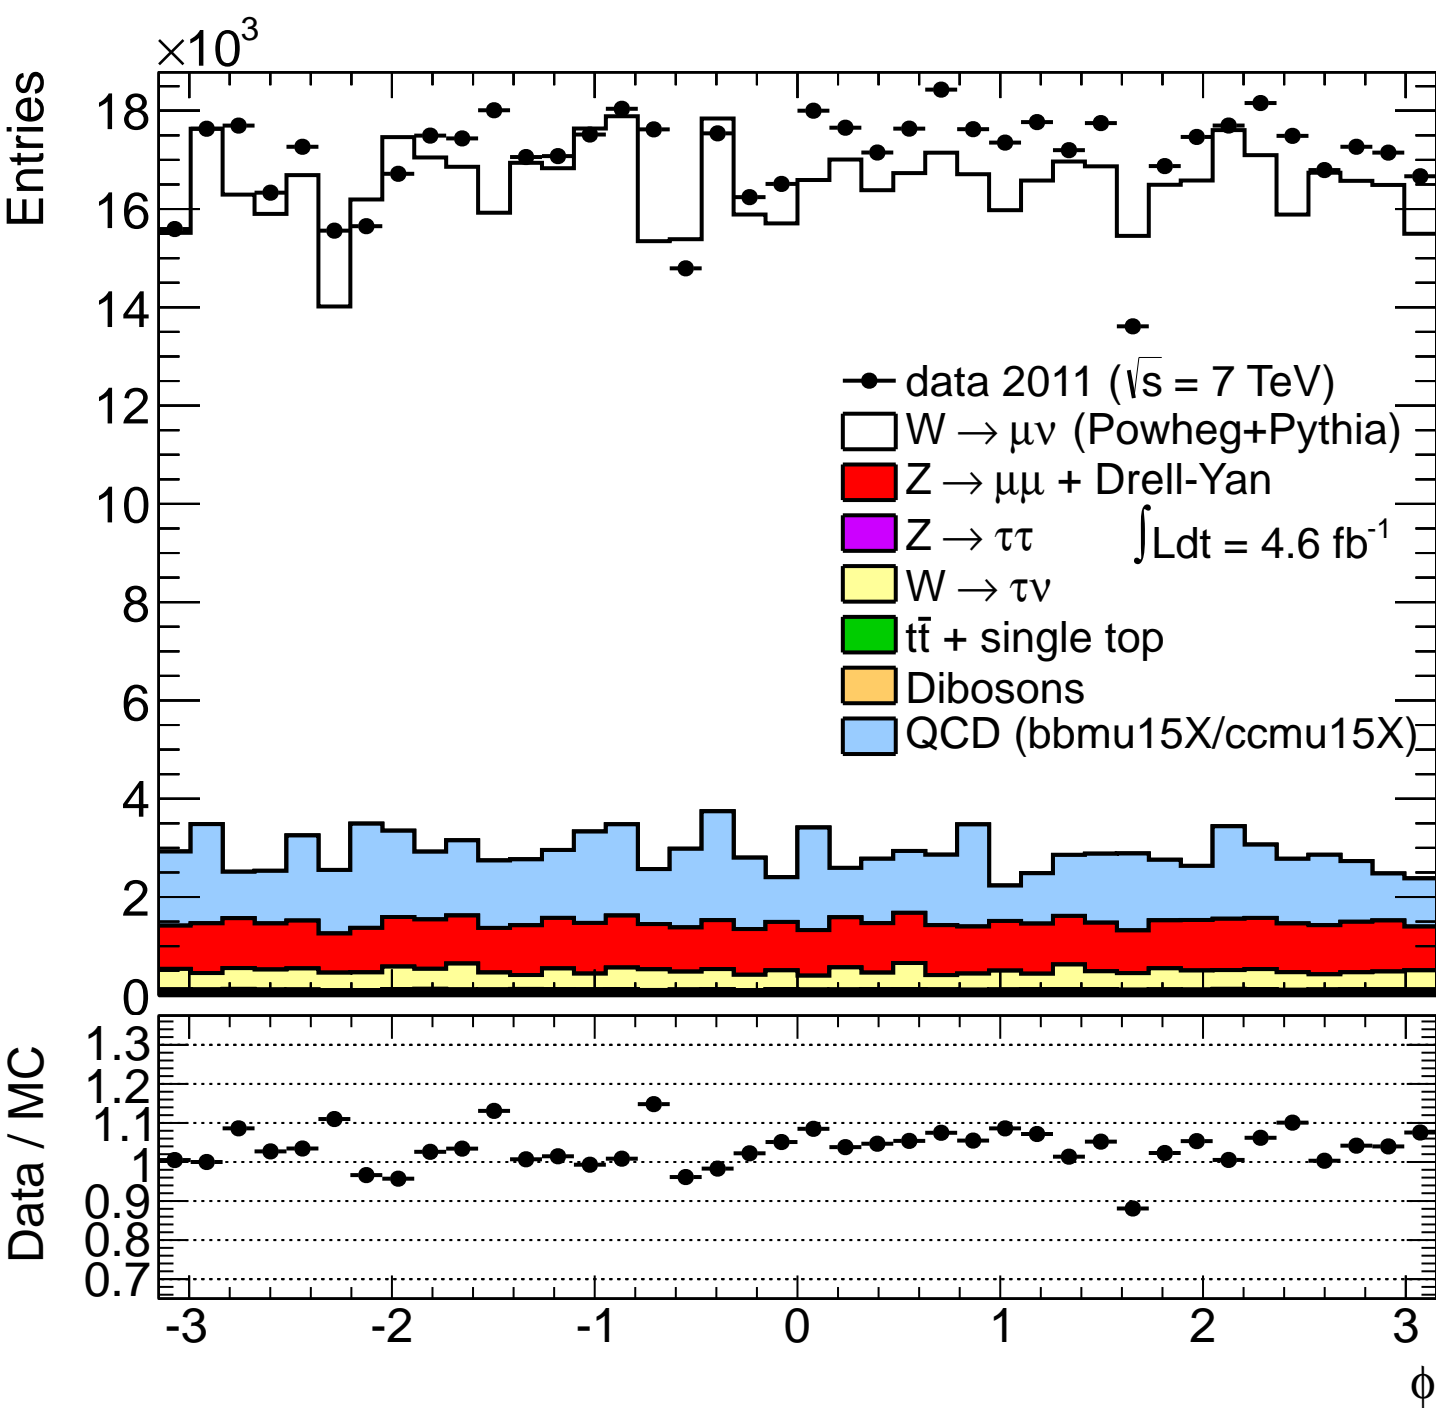 ×10³
Entries
18
16
14
12
10
8
6
4
2
0
data 2011 (√s = 7 TeV)
W → μν (Powheg+Pythia)
Z → μμ + Drell-Yan
Z → ττ
∫Ldt = 4.6 fb⁻¹
W → τν
tt̄ + single top
Dibosons
QCD (bbmu15X/ccmu15X)
Data / MC
1.3
1.2
1.1
1
0.9
0.8
0.7
-3 -2 -1 0 1 2 3
ϕ